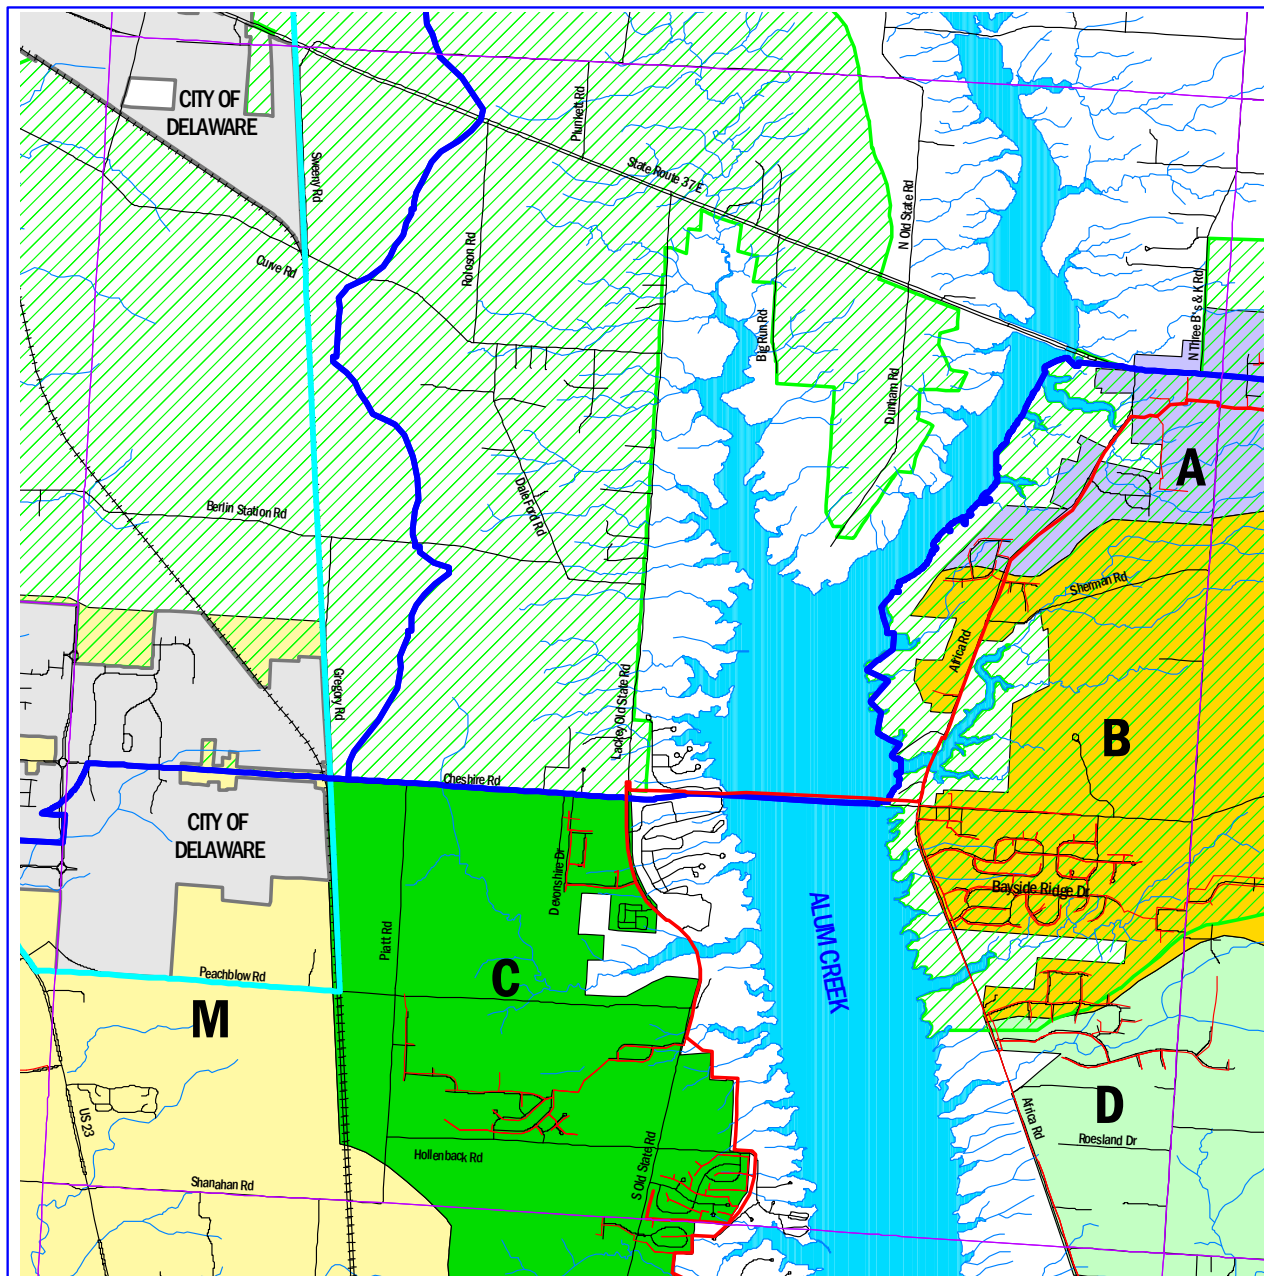 CITY OF
DELAWARE
Sweeny Rd
Plunkett Rd
State Route 37 E
N Old State Rd
Curve Rd
Roloson Rd
Big Run Rd
N Three B's & K Rd
Dunham Rd
A
Berlin Station Rd
Dale Ford Rd
Sherman Rd
Africa Rd
Gregory Rd
Lackey Old State Rd
B
Cheshire Rd
CITY OF
DELAWARE
Devonshire Dr
Bayside Ridge Dr
ALUM CREEK
Piatt Rd
Peachblow Rd
C
M
US 23
D
Africa Rd
Roesland Dr
Hollenback Rd
S Old State Rd
Shanahan Rd